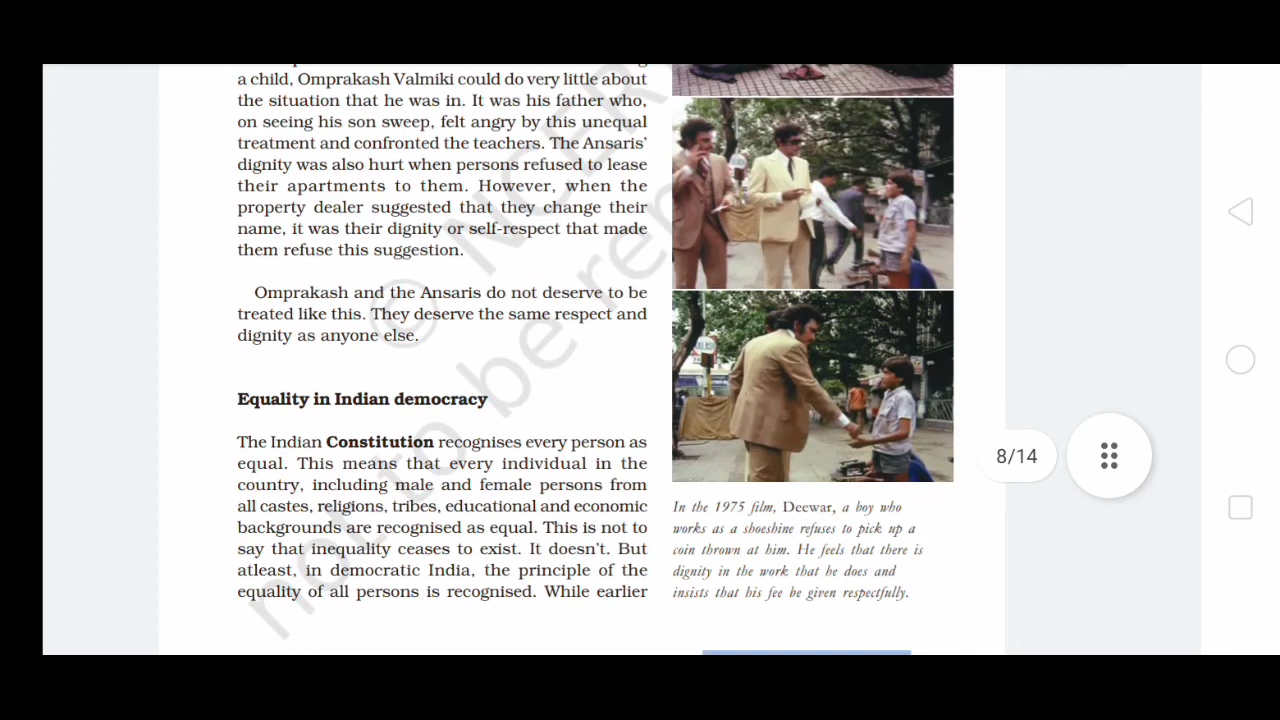 a child, Omprakash Valmiki could do very little about
the situation that he was in. It was his father who,
on seeing his son sweep, felt angry by this unequal
treatment and confronted the teachers. The Ansaris'
dignity was also hurt when persons refused to lease
their apartments to them. However, when the
property dealer suggested that they change their
name, it was their dignity or self-respect that made
them refuse this suggestion.
Omprakash and the Ansaris do not deserve to be
treated like this. They deserve the same respect and
dignity as anyone else.
Equality in Indian democracy
The Indian Constitution recognises every person as
equal. This means that every individual in the
country, including male and female persons from
all castes, religions, tribes, educational and economic
backgrounds are recognised as equal. This is not to
say that inequality ceases to exist. It doesn't. But
atleast, in democratic India, the principle of the
equality of all persons is recognised. While earlier
In the 1975 film, Deewar, a boy who
works as a shoeshine refuses to pick up a
coin thrown at him. He feels that there is
dignity in the work that he does and
insists that his fee be given respectfully.
8/14
© NCER
not to be rep